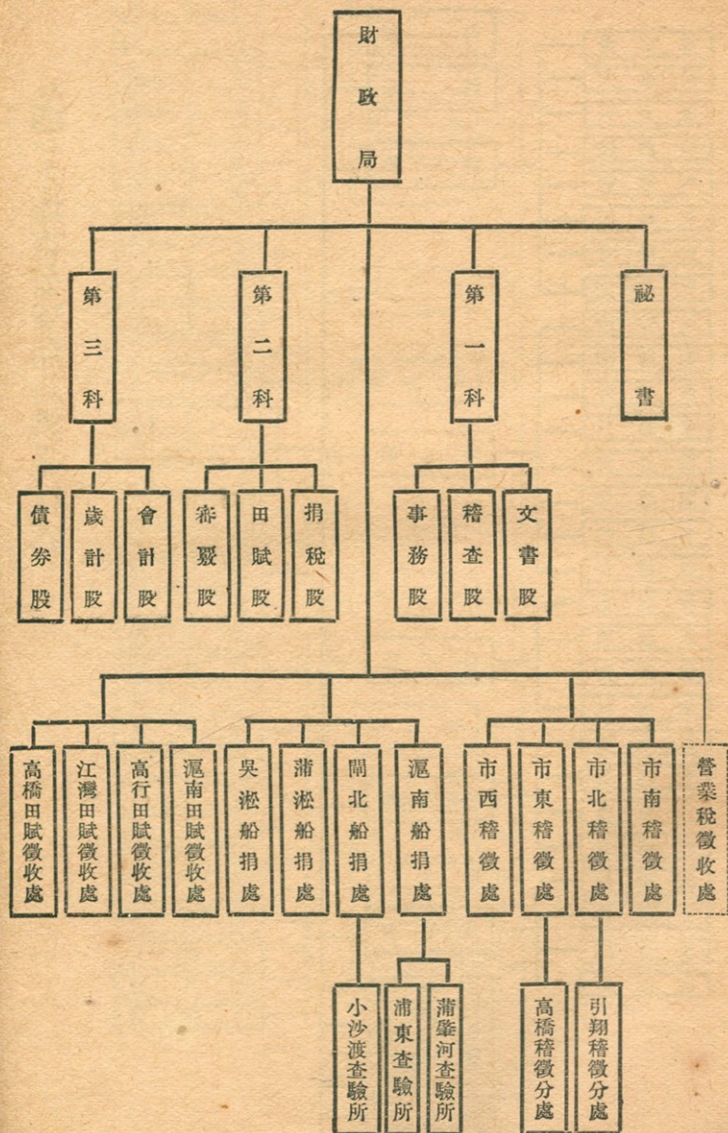 財政局
祕書
第一科
第二科
第三科
文書股
稽查股
事務股
捐稅股
田賦股
審覈股
會計股
歲計股
債券股
營業稅徵收處
市南稽徵處
市北稽徵處
市東稽徵處
市西稽徵處
滬南船捐處
閘北船捐處
蒲淞船捐處
吳淞船捐處
滬南田賦徵收處
高行田賦徵收處
江灣田賦徵收處
高橋田賦徵收處
引翔稽徵分處
高橋稽徵分處
蒲肇河查驗所
浦東查驗所
小沙渡查驗所